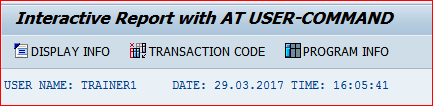 Interactive Report with AT USER-COMMAND
DISPLAY INFO TRANSACTION CODE PROGRAM INFO
USER NAME: TRAINER1 DATE: 29.03.2017 TIME: 16:05:41